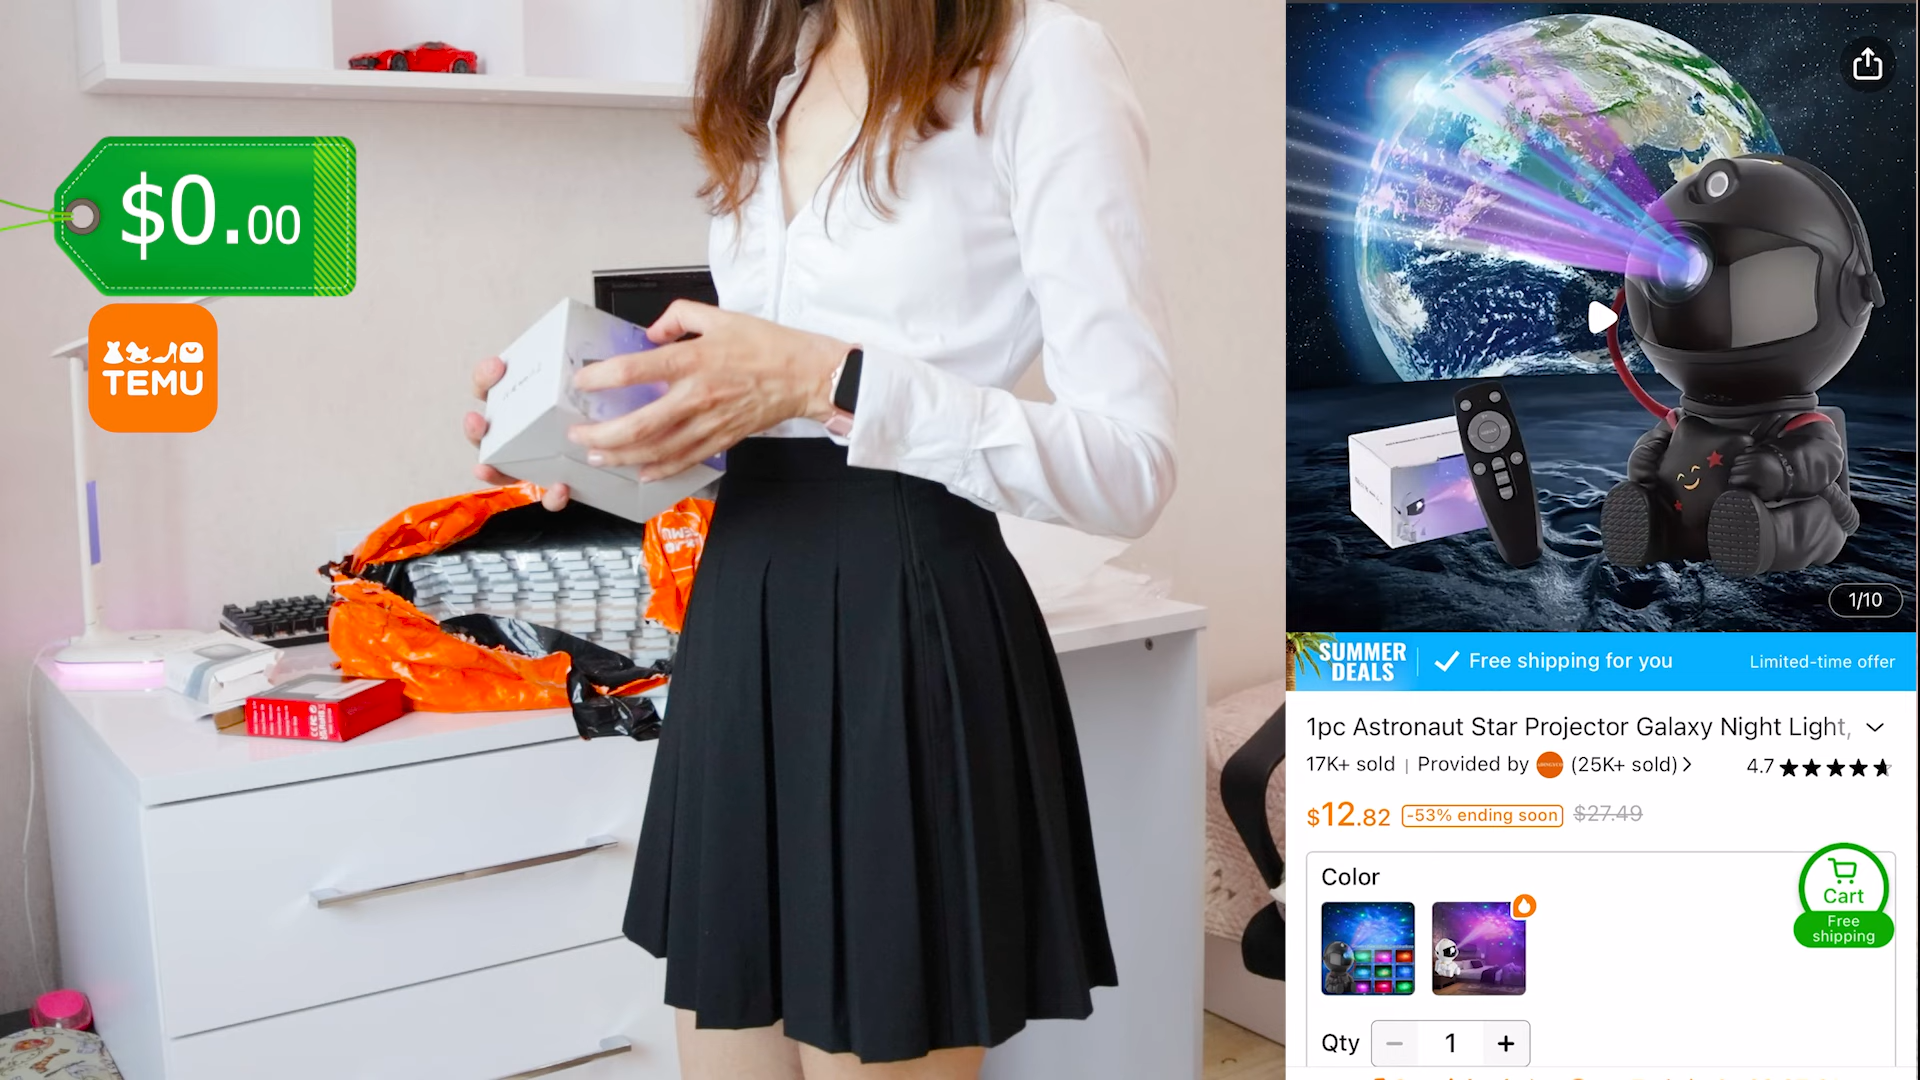 $0.00
TEMU
TEMU
1/10
SUMMER
DEALS
Free shipping for you
Limited-time offer
1pc Astronaut Star Projector Galaxy Night Light,
17K+ sold | Provided by (25K+ sold)
4.7
$12.82 -53% ending soon $27.49
Color
Cart
Free
shipping
Qty
1